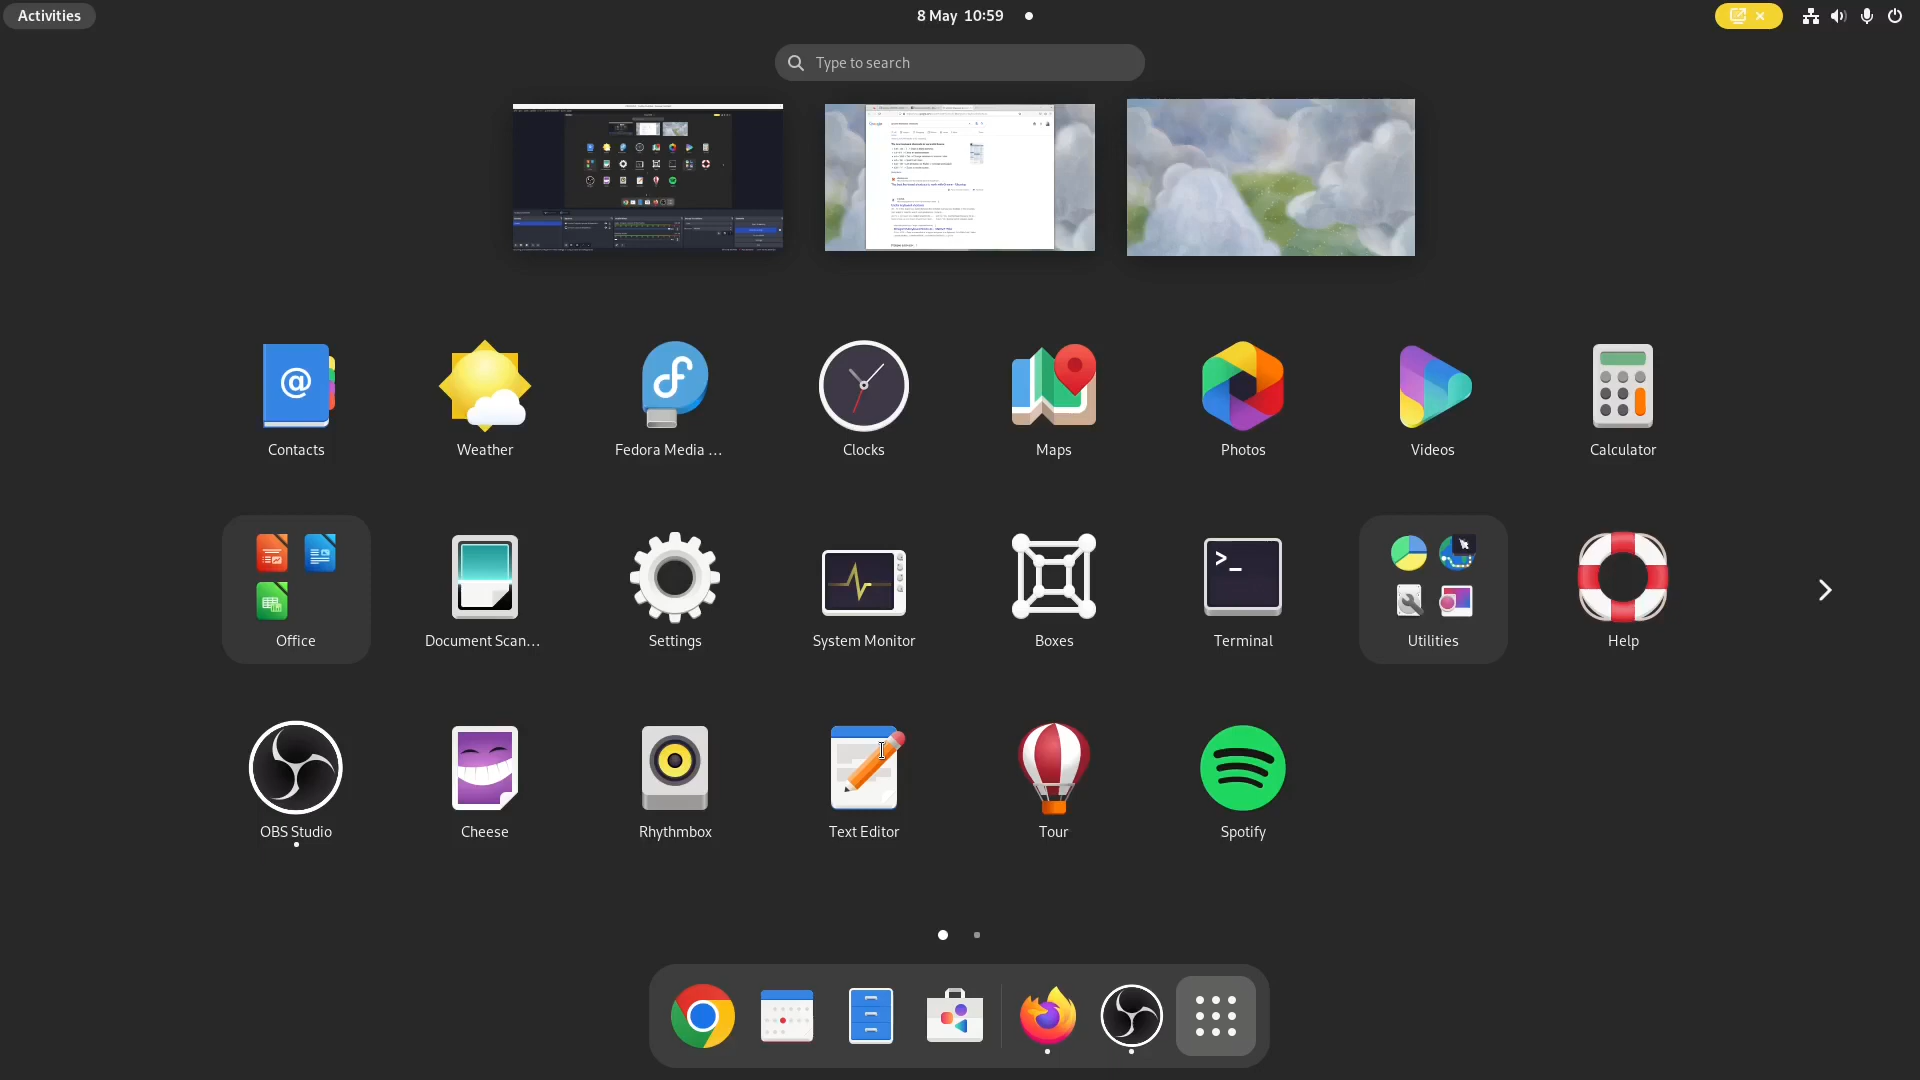 Activities
8 May 10:59
Type to search
Contacts
Weather
Fedora Media ...
Clocks
Maps
Photos
Videos
Calculator
Office
Document Scan...
Settings
System Monitor
Boxes
Terminal
Utilities
Help
OBS Studio
Cheese
Rhythmbox
Text Editor
Tour
Spotify